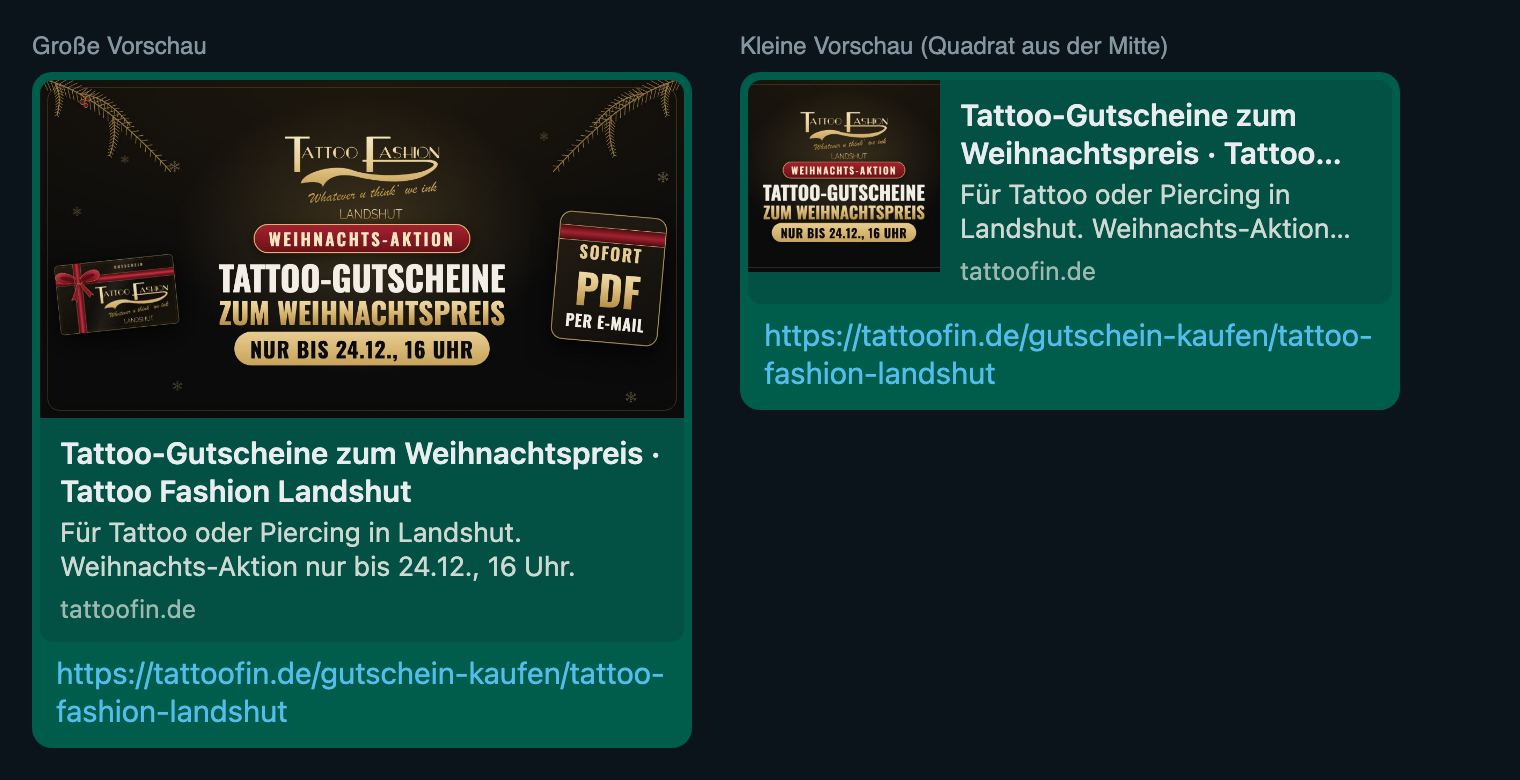 Große Vorschau
TATTOO FASHION
Whatever u think' we ink
LANDSHUT
WEIHNACHTS-AKTION
TATTOO-GUTSCHEINE
ZUM WEIHNACHTSPREIS
NUR BIS 24.12., 16 UHR
GUTSCHEIN
TATTOO FASHION
Whatever u think' we ink
LANDSHUT
SOFORT
PDF
PER E-MAIL
Tattoo-Gutscheine zum Weihnachtspreis ·
Tattoo Fashion Landshut
Für Tattoo oder Piercing in Landshut.
Weihnachts-Aktion nur bis 24.12., 16 Uhr.
tattoofin.de
https://tattoofin.de/gutschein-kaufen/tattoo-
fashion-landshut
Kleine Vorschau (Quadrat aus der Mitte)
TATTOO FASHION
Whatever u think' we ink
LANDSHUT
WEIHNACHTS-AKTION
TATTOO-GUTSCHEINE
ZUM WEIHNACHTSPREIS
NUR BIS 24.12., 16 UHR
Tattoo-Gutscheine zum
Weihnachtspreis · Tattoo...
Für Tattoo oder Piercing in
Landshut. Weihnachts-Aktion...
tattoofin.de
https://tattoofin.de/gutschein-kaufen/tattoo-
fashion-landshut